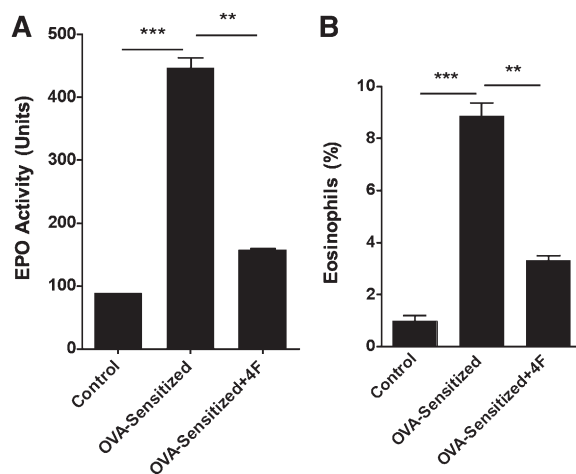 A
EPO Activity (Units)
500
400
300
200
100
0
***
**
Control
OVA-Sensitized
OVA-Sensitized+4F
B
Eosinophils (%)
10
8
6
4
2
0
***
**
Control
OVA-Sensitized
OVA-Sensitized+4F